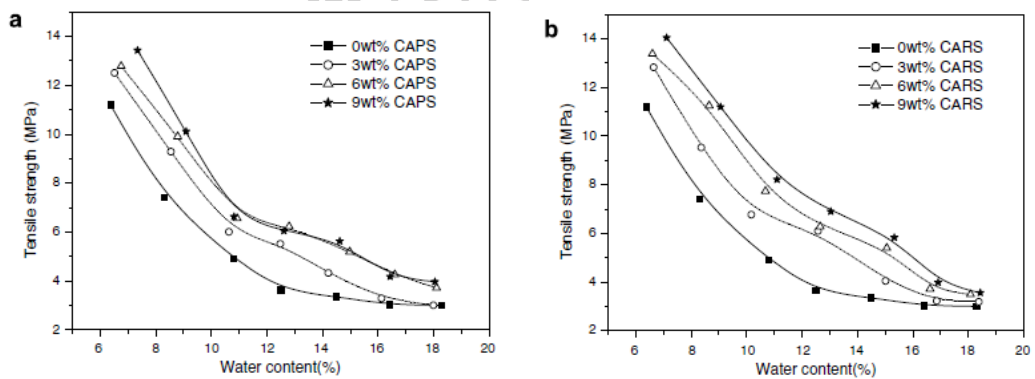 a
14
12
10
8
6
4
2
Tensile strength (MPa)
0wt% CAPS
3wt% CAPS
6wt% CAPS
9wt% CAPS
6 8 10 12 14 16 18 20
Water content(%)
b
14
12
10
8
6
4
2
Tensile strength (MPa)
0wt% CARS
3wt% CARS
6wt% CARS
9wt% CARS
6 8 10 12 14 16 18 20
Water content(%)